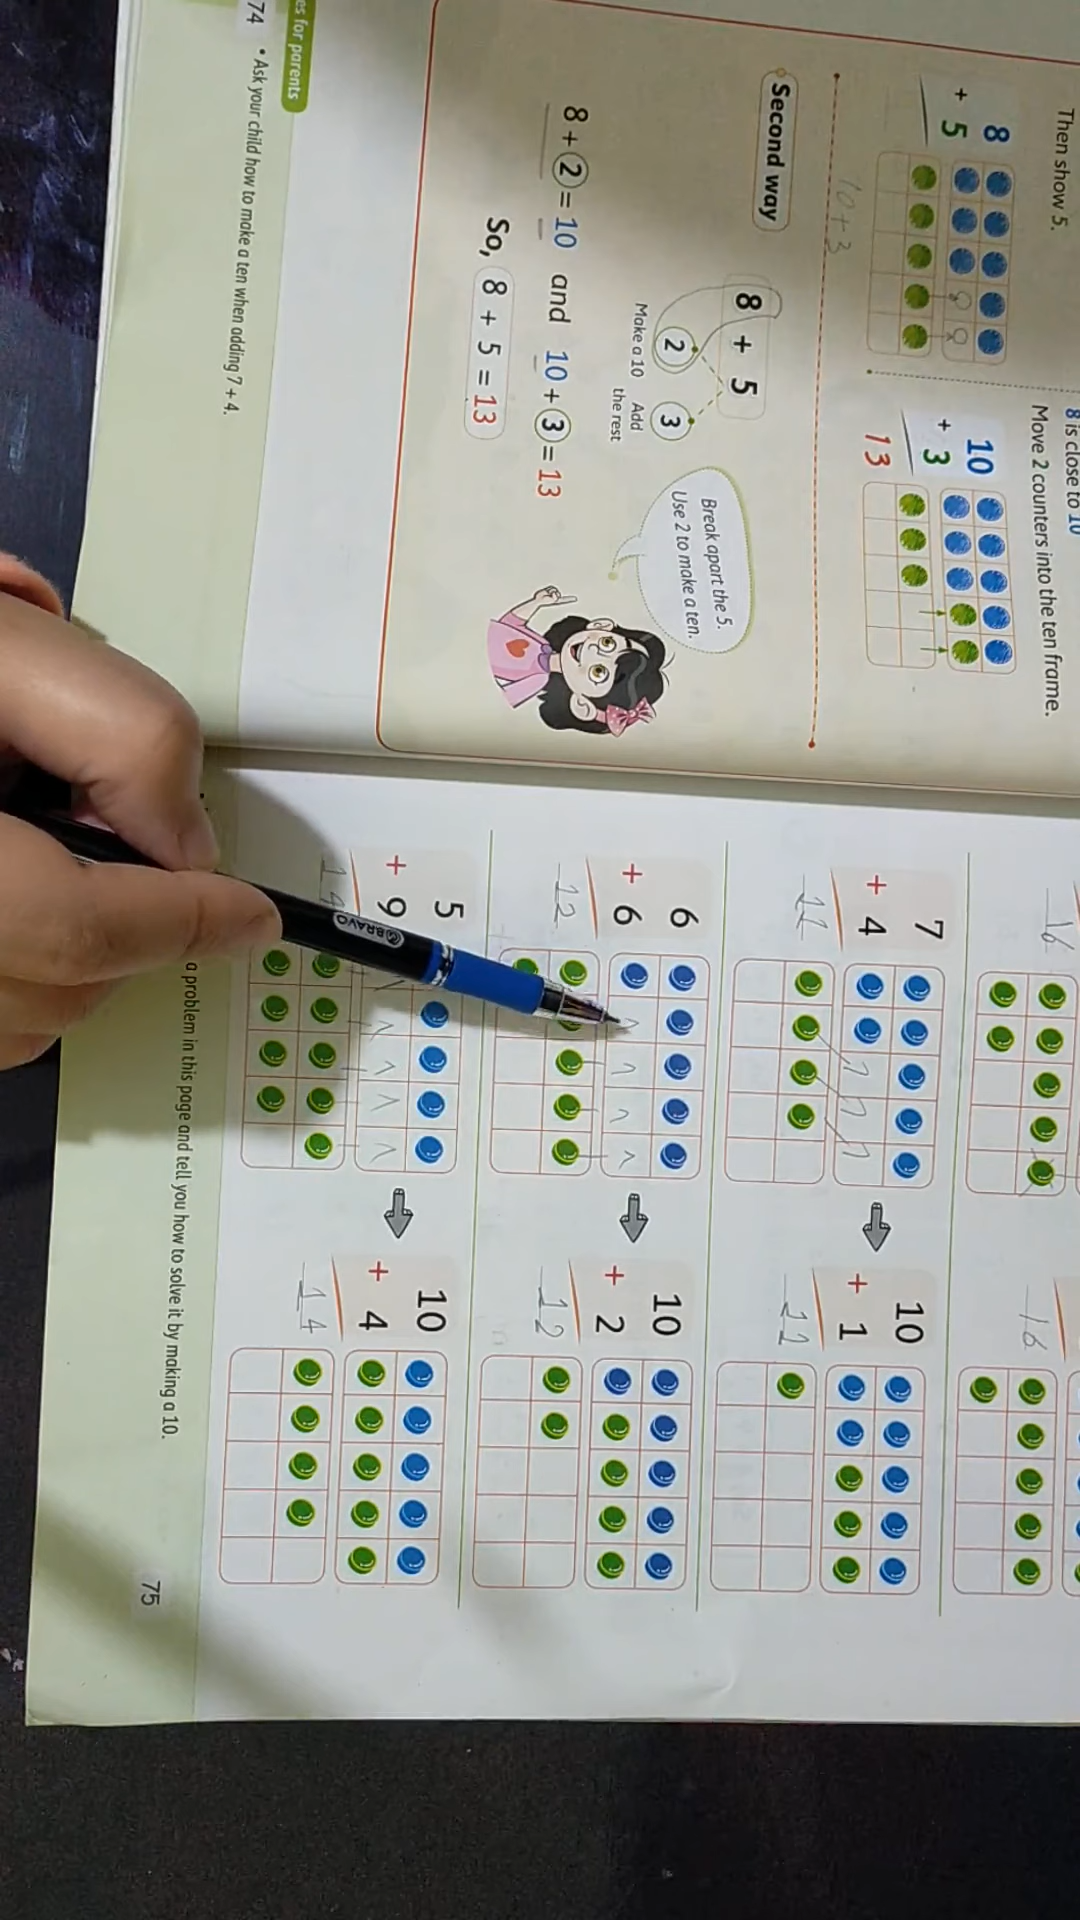 Then show 5.
8
+ 5
10+3
8 is close to 10
Move 2 counters into the ten frame.
10
+ 3
13
Second way
8 + 5
2 3
Make a 10 Add the rest
Break apart the 5.
Use 2 to make a ten.
8 + 2 = 10 and 10 + 3 = 13
So, 8 + 5 = 13
es for parents
74 • Ask your child how to make a ten when adding 7 + 4.
16
16
7
+ 4
11
10
+ 1
11
6
+ 6
12
10
+ 2
12
5
+ 9
10
+ 4
14
BRAVO
a problem in this page and tell you how to solve it by making a 10.
75